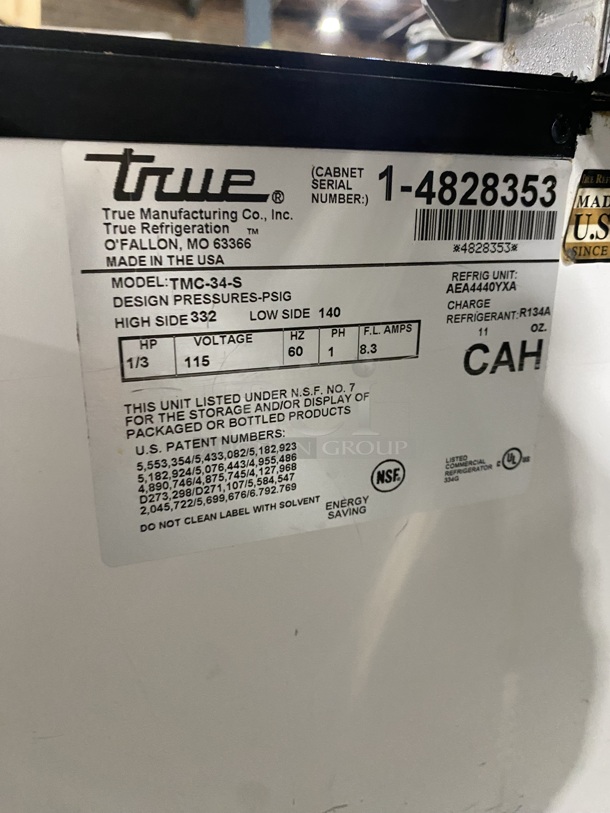 true®
True Manufacturing Co., Inc.
True Refrigeration ™
O'FALLON, MO 63366
MADE IN THE USA
(CABNET
SERIAL
NUMBER:)
1-4828353
*4828353*
MODEL:TMC-34-S
DESIGN PRESSURES-PSIG
HIGH SIDE 332 LOW SIDE 140
REFRIG UNIT:
AEA4440YXA
CHARGE
REFRIGERANT:R134A
11 OZ.
HP VOLTAGE HZ PH F.L. AMPS
1/3 115 60 1 8.3
CAH
THIS UNIT LISTED UNDER N.S.F. NO. 7
FOR THE STORAGE AND/OR DISPLAY OF
PACKAGED OR BOTTLED PRODUCTS
U.S. PATENT NUMBERS:
5,553,354/5,433,082/5,182,923
5,182,924/5,076,443/4,955,486
4,890,746/4,875,745/4,127,968
D273,298/D271,107/5,584,547
2,045,722/5,699,676/6.792.769
DO NOT CLEAN LABEL WITH SOLVENT
ENERGY
SAVING
NSF
LISTED
COMMERCIAL
REFRIGERATOR
334G
C UL US
MAD
U.S
SINCE
GROUP